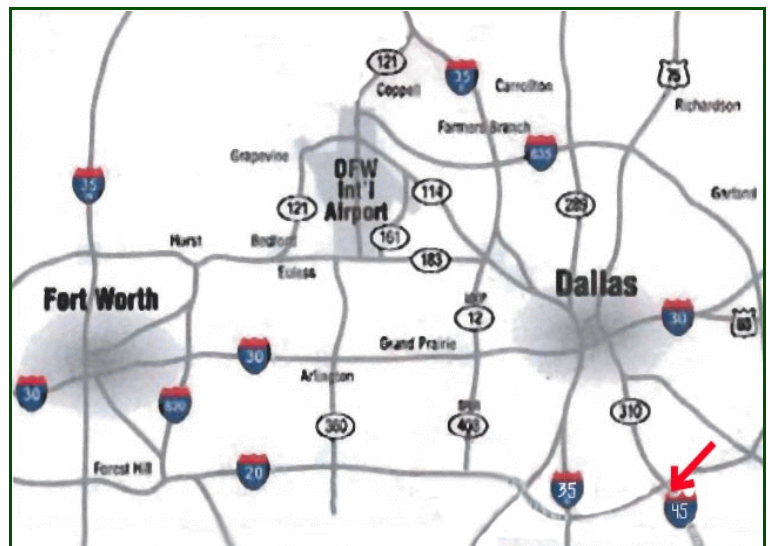 121
35
Coppell
Carrollton
75
Richardson
Farmers Branch
635
Grapevine
DFW
Int'l
Airport
35
114
121
289
Garland
161
Hurst
Bedford
183
Euless
Dallas
Fort Worth
LOOP
12
30
Grand Prairie
30
Arlington
30
820
360
408
310
Forest Hill
20
35
45